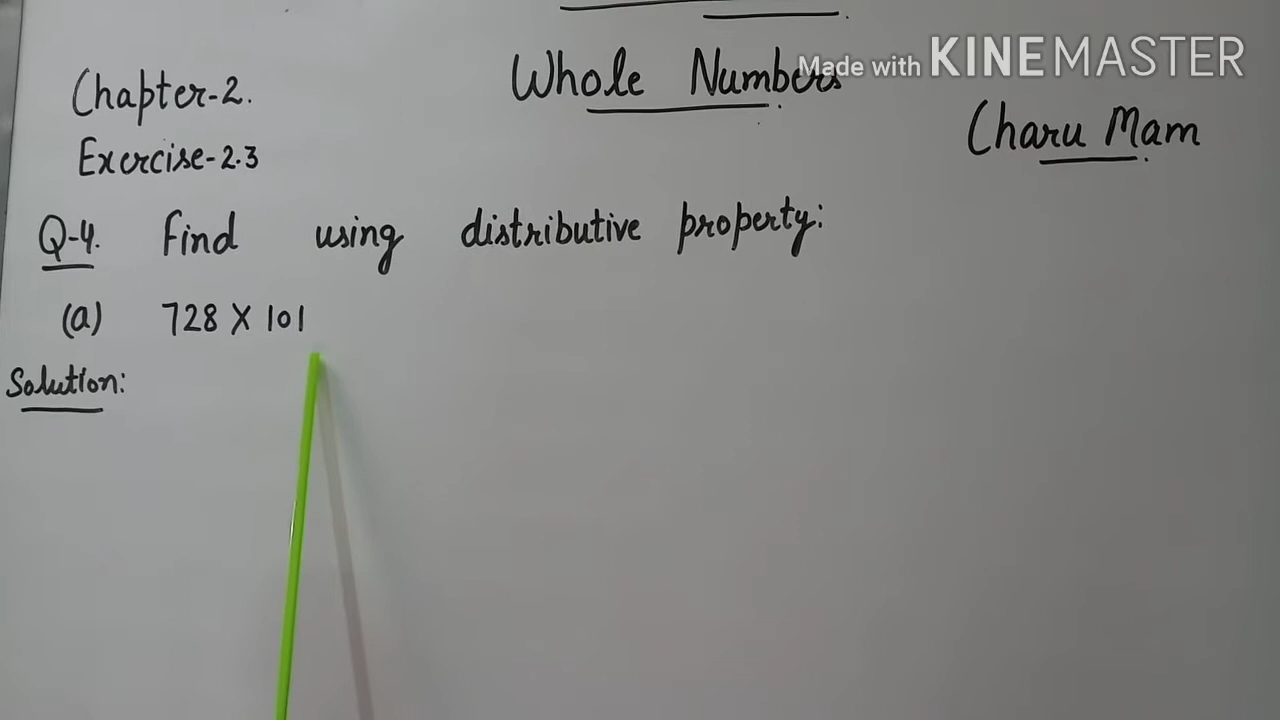 Whole Numbers
Made with KINEMASTER
Chapter-2.
Charu Mam
Exercise-2.3
Q-4. Find using distributive property:
(a) 728 X 101
Solution: